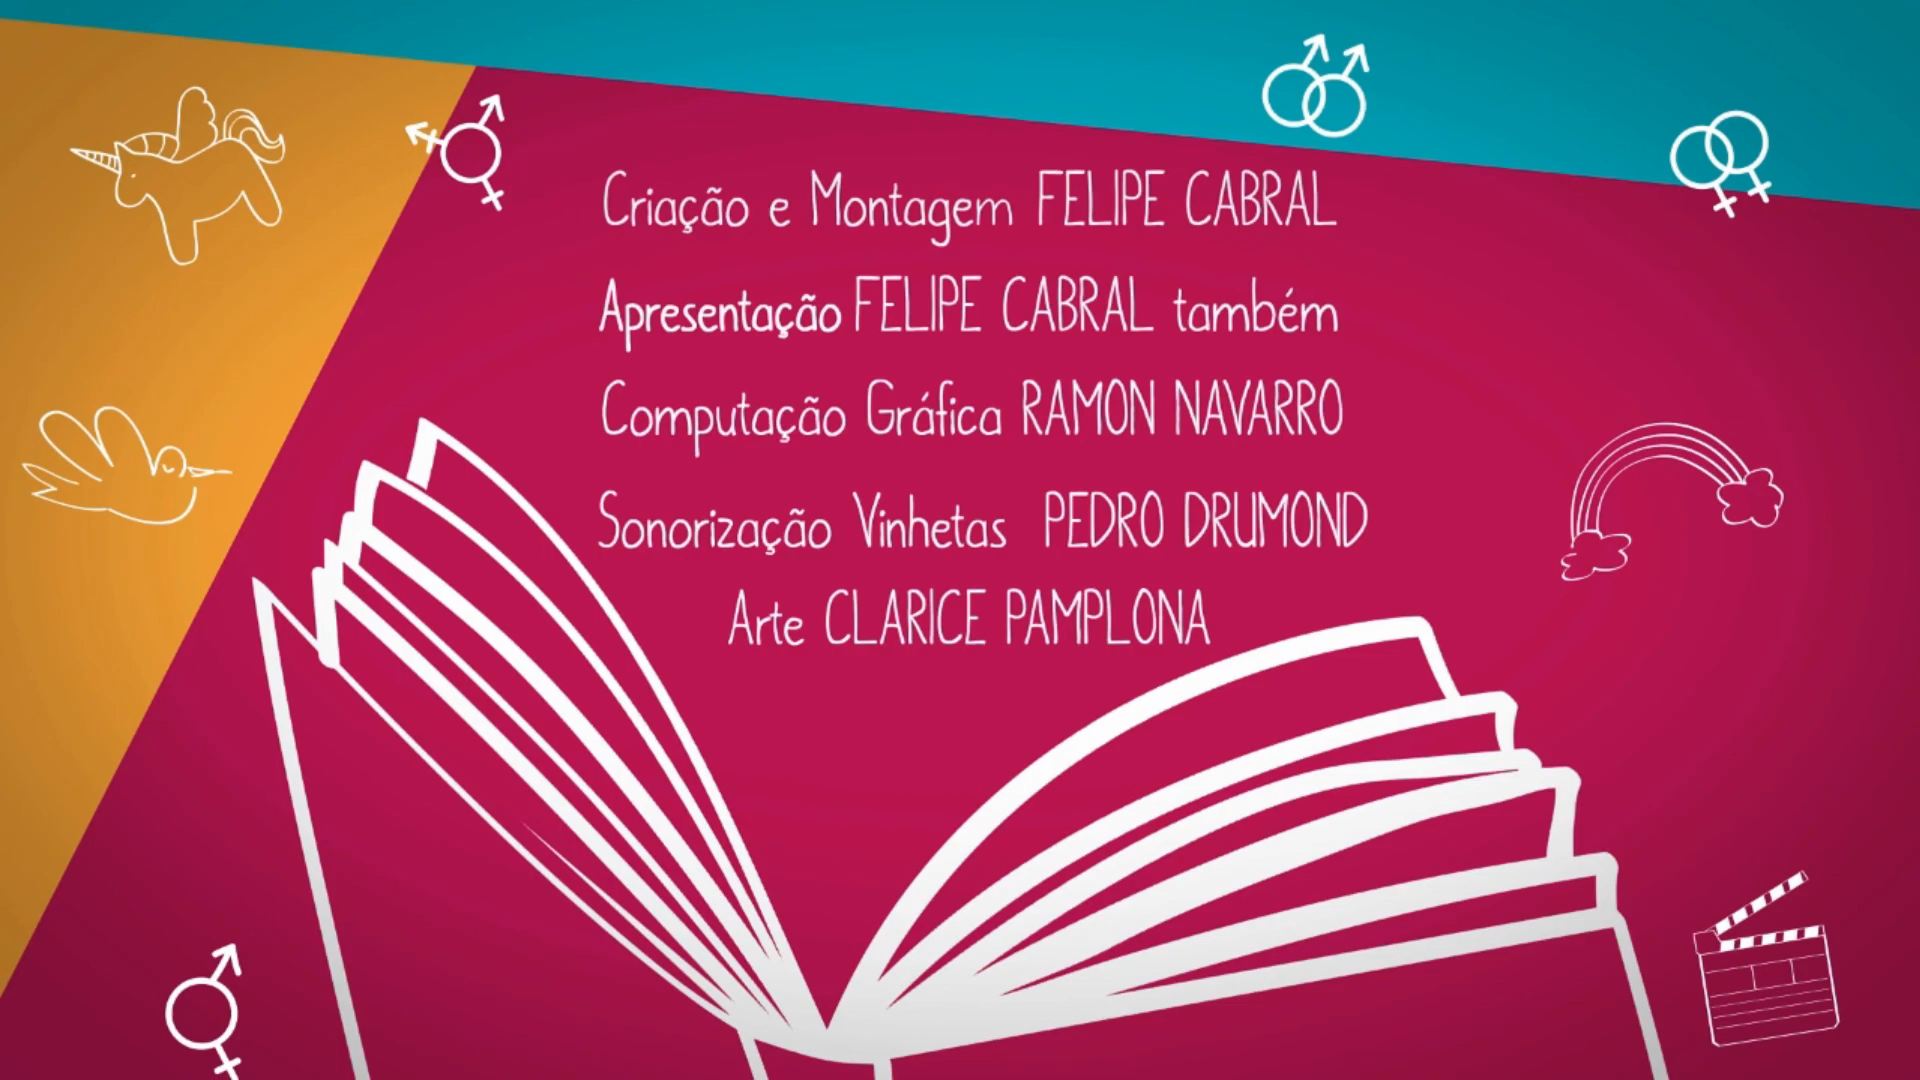 Criação e Montagem FELIPE CABRAL
Apresentação FELIPE CABRAL também
Computação Gráfica RAMON NAVARRO
Sonorização Vinhetas PEDRO DRUMOND
Arte CLARICE PAMPLONA